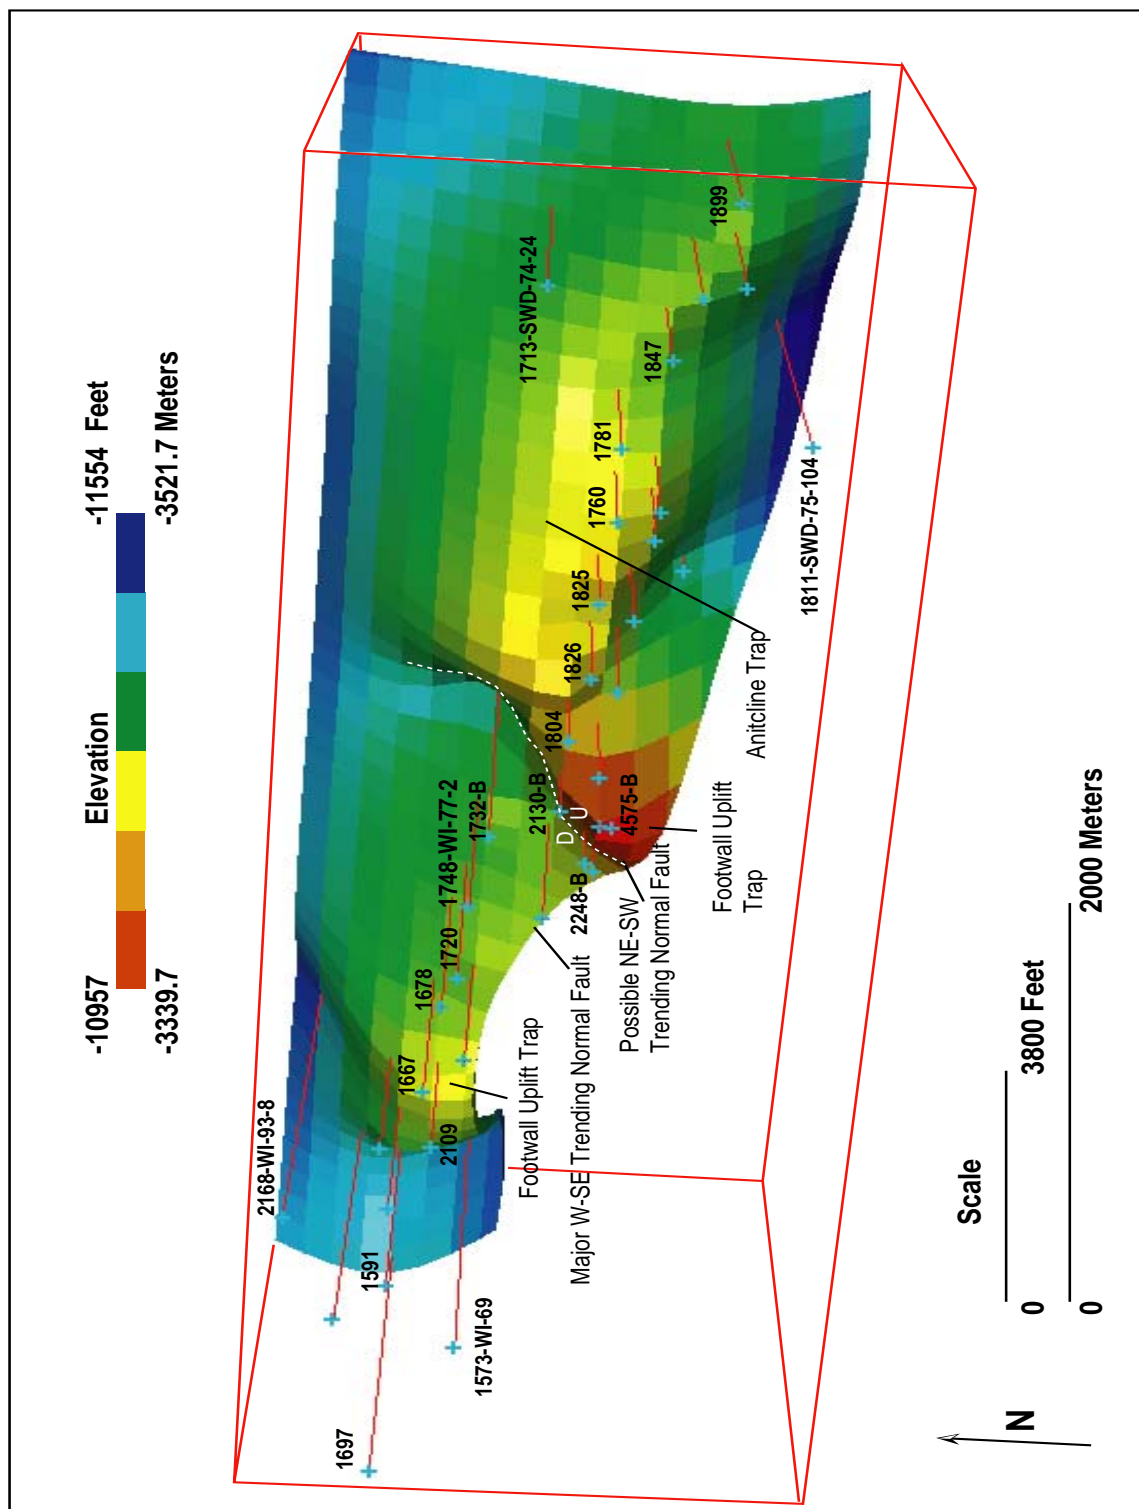 Elevation
-10957
-11554 Feet
-3339.7
-3521.7 Meters
2168-WI-93-8
1697
1591
1573-WI-69
2109
1667
1678
1720
1748-WI-77-2
1732-B
2130-B
2248-B
D
U
4575-B
1804
1826
1825
1760
1781
1847
1713-SWD-74-24
1899
1811-SWD-75-104
Footwall Uplift Trap
Major W-SE Trending Normal Fault
Possible NE-SW
Trending Normal Fault
Footwall Uplift
Trap
Anitcline Trap
Scale
0
3800 Feet
0
2000 Meters
N